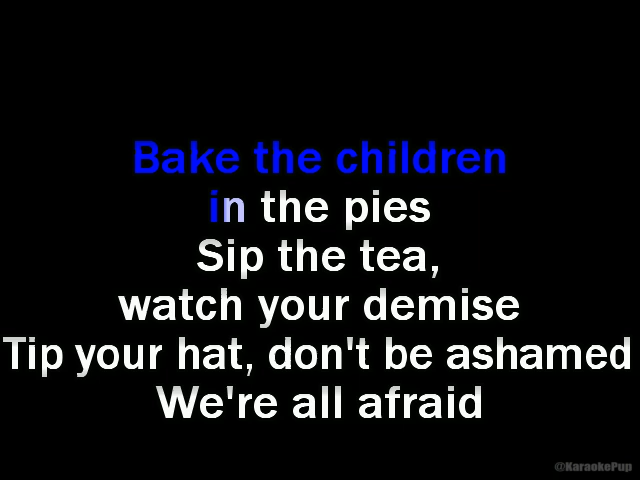 Bake the children
in the pies
Sip the tea,
watch your demise
Tip your hat, don't be ashamed
We're all afraid
@KaraokePup